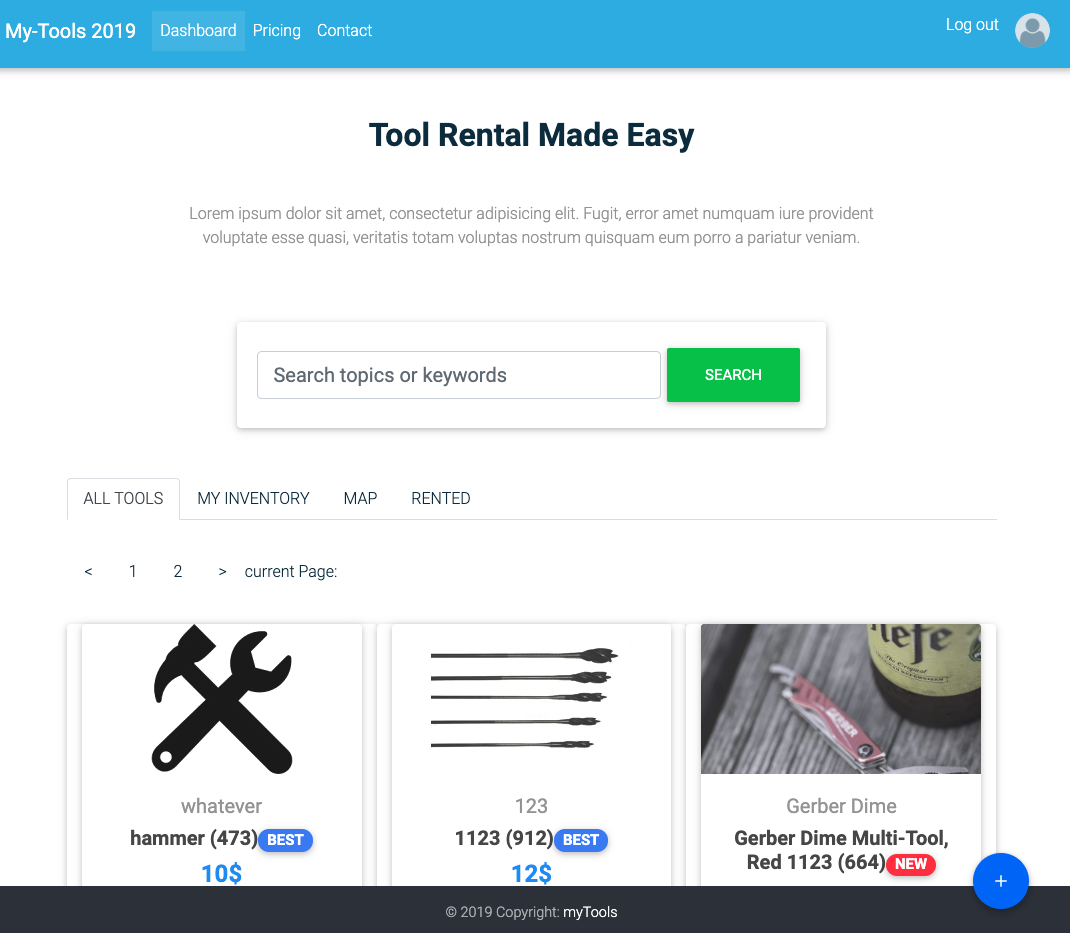 My-Tools 2019 Dashboard Pricing Contact Log out
Tool Rental Made Easy
Lorem ipsum dolor sit amet, consectetur adipisicing elit. Fugit, error amet numquam iure provident
voluptate esse quasi, veritatis totam voluptas nostrum quisquam eum porro a pariatur veniam.
Search topics or keywords SEARCH
ALL TOOLS MY INVENTORY MAP RENTED
< 1 2 > current Page:
GERBER
whatever 123 Gerber Dime
hammer (473) BEST 1123 (912) BEST Gerber Dime Multi-Tool,
Red 1123 (664) NEW
10$ 12$
+
© 2019 Copyright: myTools